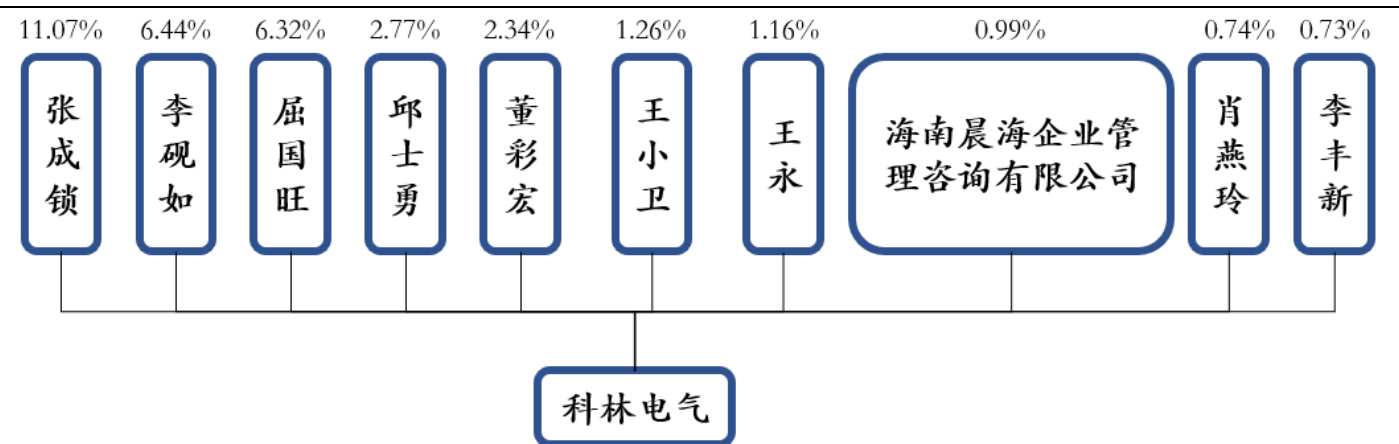 11.07% 6.44% 6.32% 2.77% 2.34% 1.26% 1.16% 0.99% 0.74% 0.73%
张成锁
李砚如
屈国旺
邱士勇
董彩宏
王小卫
王永
海南晨海企业管
理咨询有限公司
肖燕玲
李丰新
科林电气